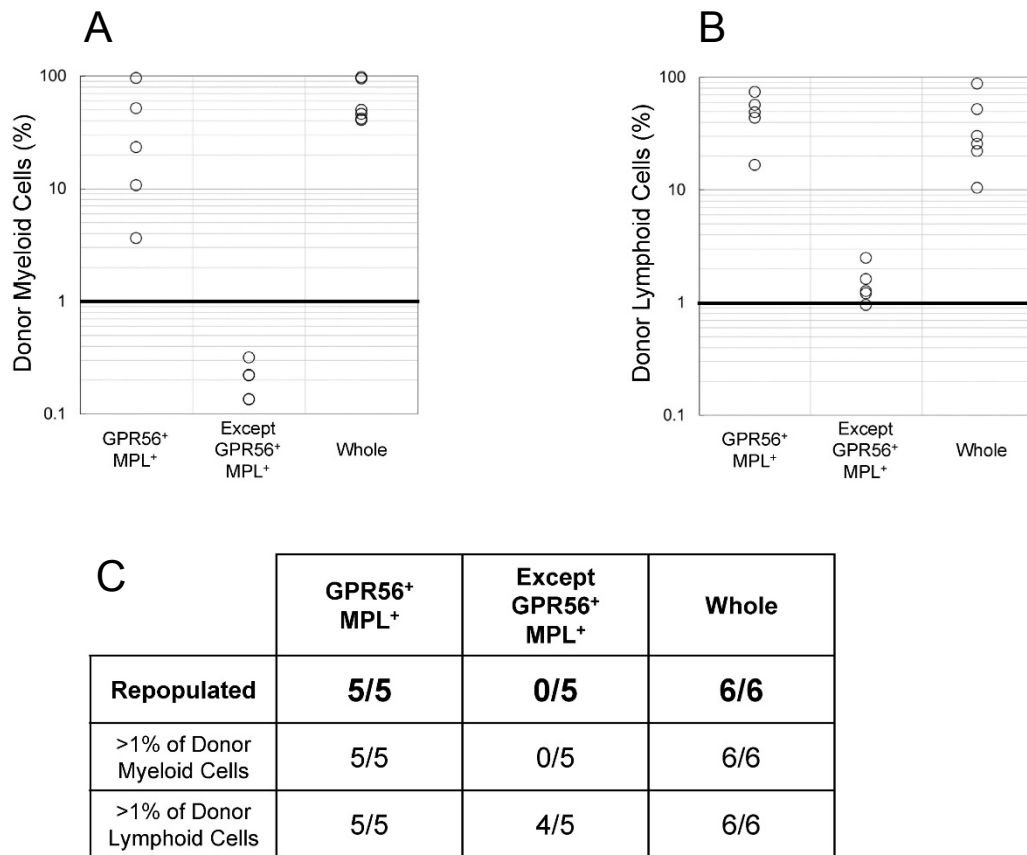 A
Donor Myeloid Cells (%)
100
10
1
0.1
GPR56⁺
MPL⁺
Except
GPR56⁺
MPL⁺
Whole
B
Donor Lymphoid Cells (%)
100
10
1
0.1
GPR56⁺
MPL⁺
Except
GPR56⁺
MPL⁺
Whole
C
GPR56⁺
MPL⁺
Except
GPR56⁺
MPL⁺
Whole
Repopulated
5/5
0/5
6/6
>1% of Donor
Myeloid Cells
5/5
0/5
6/6
>1% of Donor
Lymphoid Cells
5/5
4/5
6/6